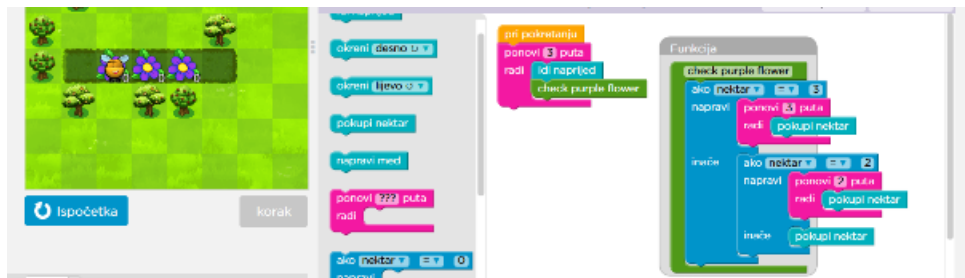 okreni desno ↻ ▾
okreni lijevo ↺ ▾
pokupi nektar
napravi med
ponovi ??? puta
radi
ako nektar ▾ = ▾ 0
napravi
Ispočetka
korak
pri pokretanju
ponovi 3 puta
radi idi naprijed
check purple flower
Funkcija
check purple flower
ako nektar ▾ = ▾ 3
napravi ponovi 3 puta
radi pokupi nektar
inače ako nektar ▾ = ▾ 2
napravi ponovi 2 puta
radi pokupi nektar
inače pokupi nektar